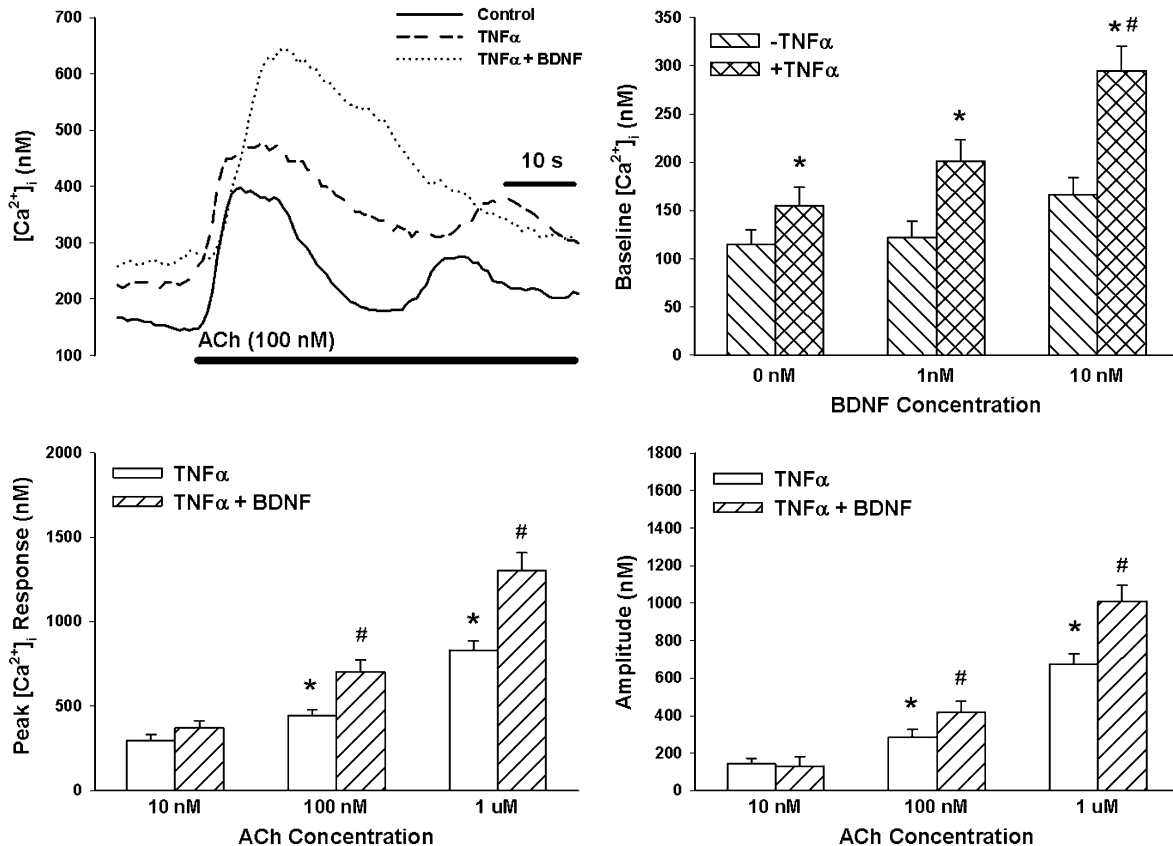 [Ca2+]i (nM)
700
600
500
400
300
200
100
Control
TNFα
TNFα + BDNF
10 s
ACh (100 nM)
Baseline [Ca2+]i (nM)
350
300
250
200
150
100
50
0
-TNFα
+TNFα
*
*
* #
0 nM
1nM
10 nM
BDNF Concentration
Peak [Ca2+]i Response (nM)
2000
1500
1000
500
0
TNFα
TNFα + BDNF
*
#
*
#
10 nM
100 nM
1 uM
ACh Concentration
Amplitude (nM)
1800
1600
1400
1200
1000
800
600
400
200
0
TNFα
TNFα + BDNF
*
#
*
#
10 nM
100 nM
1 uM
ACh Concentration